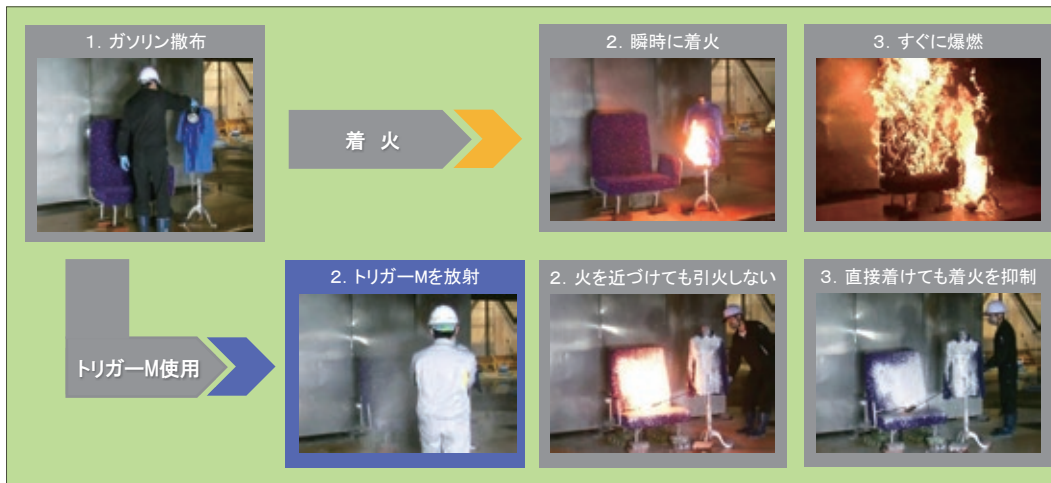 1. ガソリン撒布
着 火
2. 瞬時に着火
3. すぐに爆燃
トリガーM使用
2. トリガーMを放射
2. 火を近づけても引火しない
3. 直接着けても着火を抑制